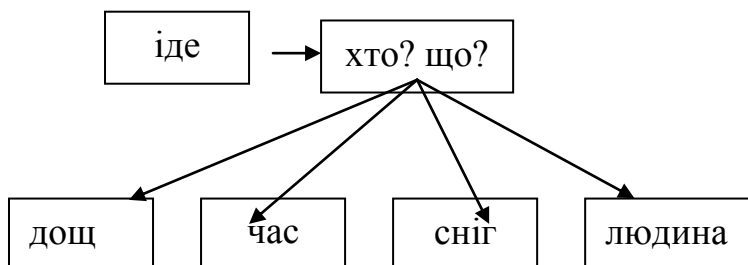 іде
хто? що?
дощ
час
сніг
людина